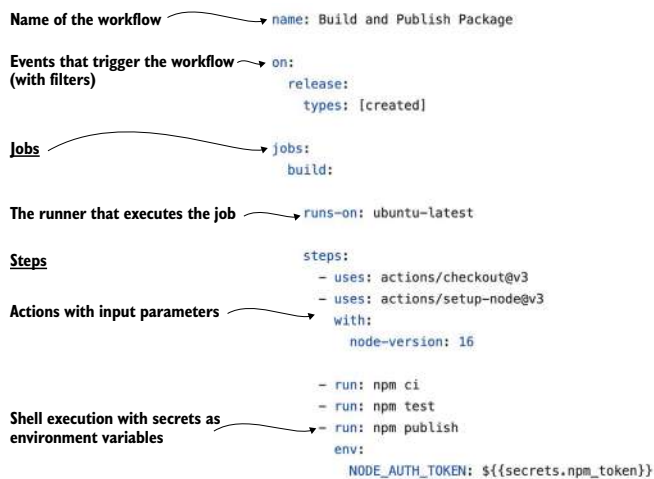 Name of the workflow
name: Build and Publish Package
Events that trigger the workflow
(with filters)
on:
release:
types: [created]
Jobs
jobs:
build:
The runner that executes the job
runs-on: ubuntu-latest
Steps
steps:
- uses: actions/checkout@v3
- uses: actions/setup-node@v3
Actions with input parameters
with:
node-version: 16
- run: npm ci
- run: npm test
Shell execution with secrets as
environment variables
- run: npm publish
env:
NODE_AUTH_TOKEN: ${{secrets.npm_token}}